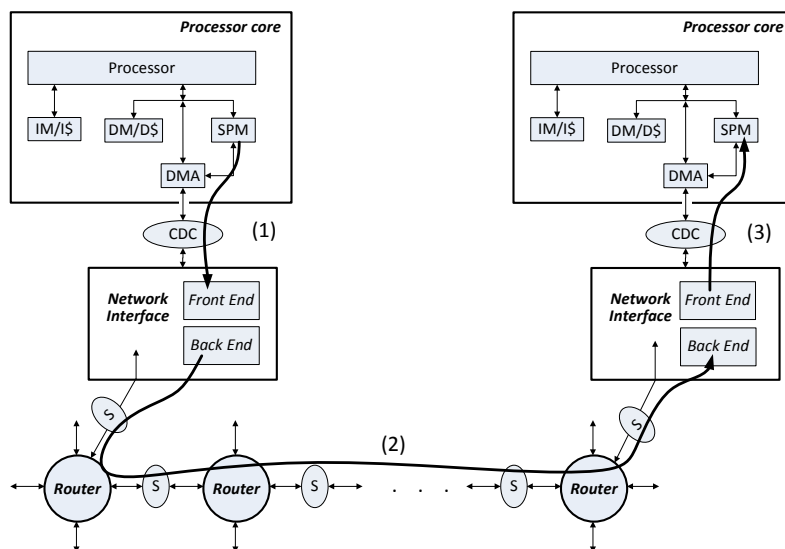 Processor core
Processor
IM/I$ DM/D$ SPM
DMA
CDC (1)
Network
Interface
Front End
Back End
S
Router S Router S . . . S Router
(2)
Processor core
Processor
IM/I$ DM/D$ SPM
DMA
CDC (3)
Network
Interface
Front End
Back End
S